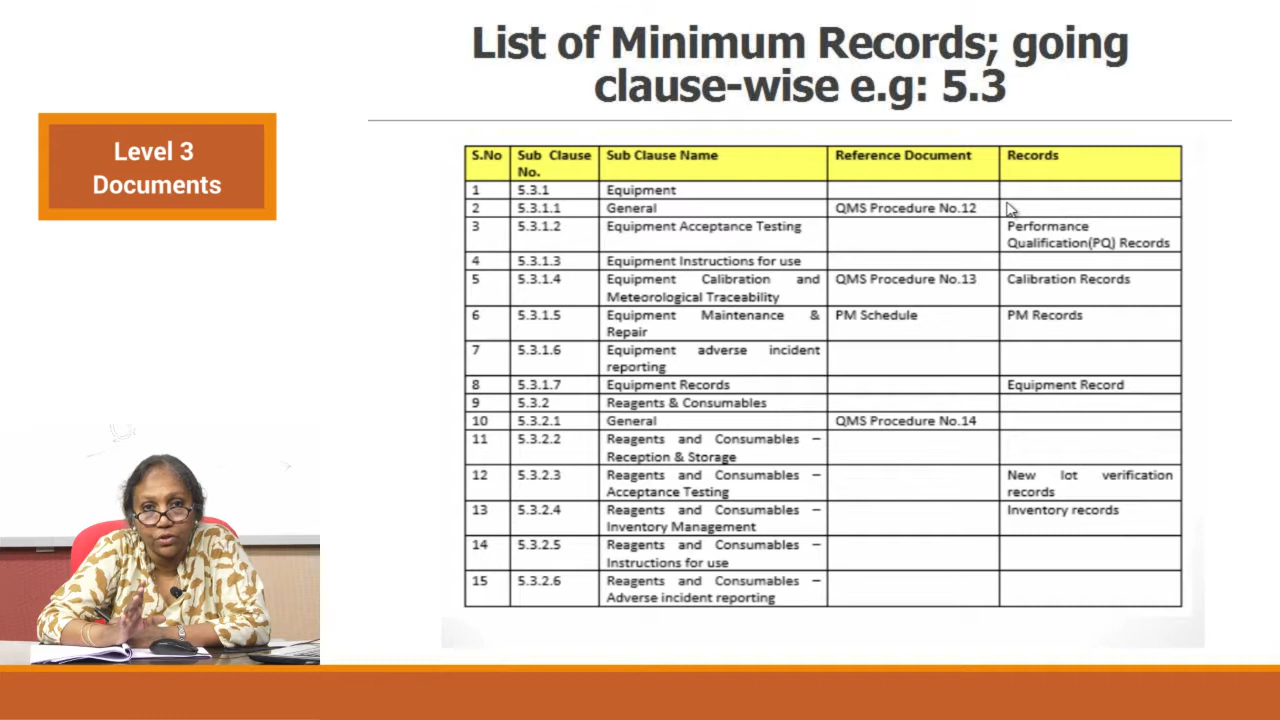 List of Minimum Records; going
clause-wise e.g: 5.3
Level 3
Documents
S.No Sub Clause No. Sub Clause Name Reference Document Records
1 5.3.1 Equipment
2 5.3.1.1 General QMS Procedure No.12
3 5.3.1.2 Equipment Acceptance Testing Performance Qualification(PQ) Records
4 5.3.1.3 Equipment Instructions for use
5 5.3.1.4 Equipment Calibration and Meteorological Traceability QMS Procedure No.13 Calibration Records
6 5.3.1.5 Equipment Maintenance & Repair PM Schedule PM Records
7 5.3.1.6 Equipment adverse incident reporting
8 5.3.1.7 Equipment Records Equipment Record
9 5.3.2 Reagents & Consumables
10 5.3.2.1 General QMS Procedure No.14
11 5.3.2.2 Reagents and Consumables – Reception & Storage
12 5.3.2.3 Reagents and Consumables – Acceptance Testing New lot verification records
13 5.3.2.4 Reagents and Consumables – Inventory Management Inventory records
14 5.3.2.5 Reagents and Consumables – Instructions for use
15 5.3.2.6 Reagents and Consumables – Adverse incident reporting